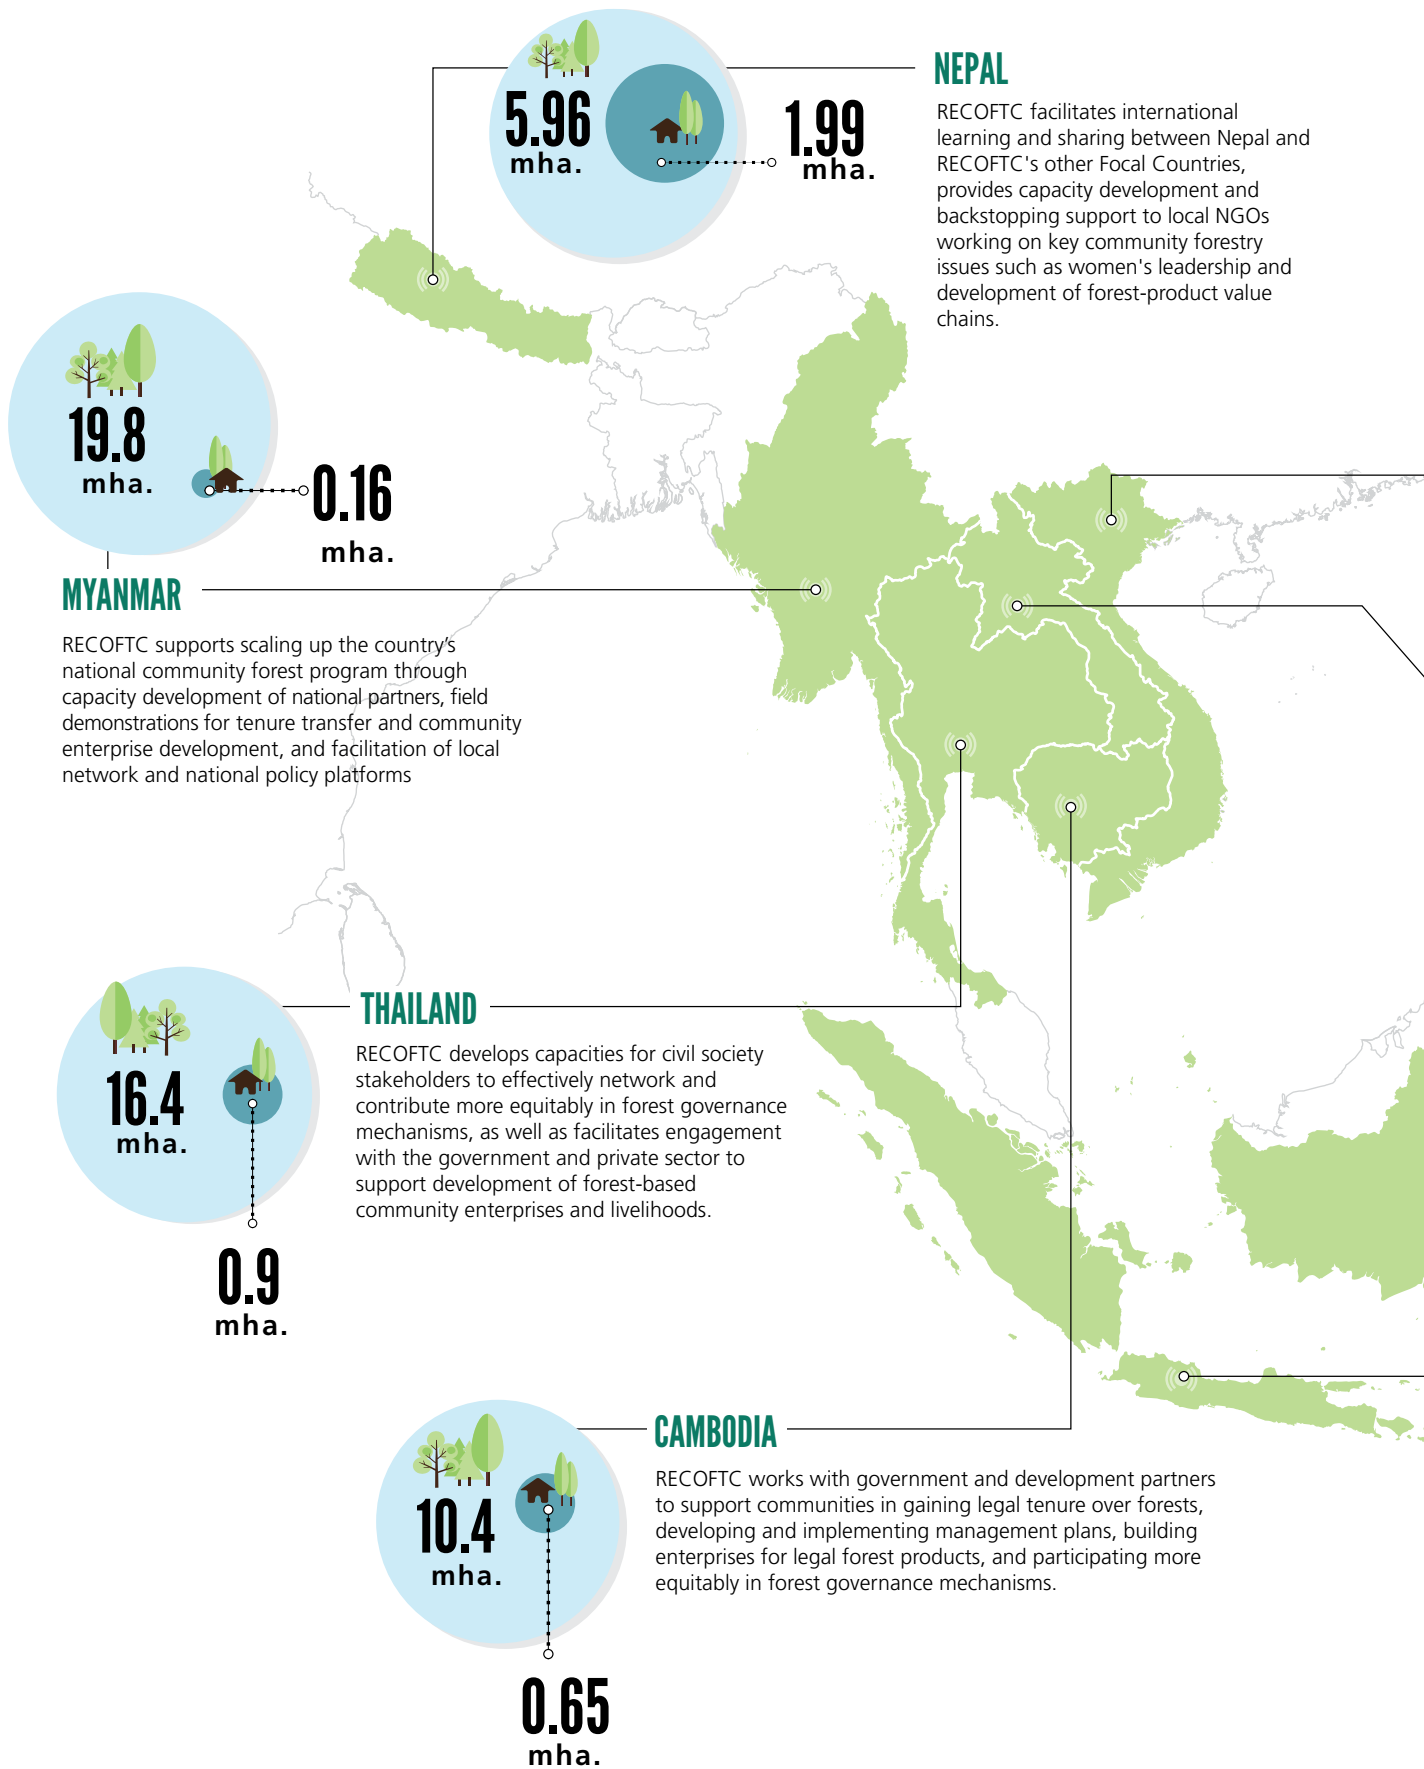 NEPAL
5.96
mha.
1.99
mha.
RECOFTC facilitates international
learning and sharing between Nepal and
RECOFTC's other Focal Countries,
provides capacity development and
backstopping support to local NGOs
working on key community forestry
issues such as women's leadership and
development of forest-product value
chains.
19.8
mha.
0.16
mha.
MYANMAR
RECOFTC supports scaling up the country's
national community forest program through
capacity development of national partners, field
demonstrations for tenure transfer and community
enterprise development, and facilitation of local
network and national policy platforms
THAILAND
16.4
mha.
0.9
mha.
RECOFTC develops capacities for civil society
stakeholders to effectively network and
contribute more equitably in forest governance
mechanisms, as well as facilitates engagement
with the government and private sector to
support development of forest-based
community enterprises and livelihoods.
CAMBODIA
10.4
mha.
0.65
mha.
RECOFTC works with government and development partners
to support communities in gaining legal tenure over forests,
developing and implementing management plans, building
enterprises for legal forest products, and participating more
equitably in forest governance mechanisms.